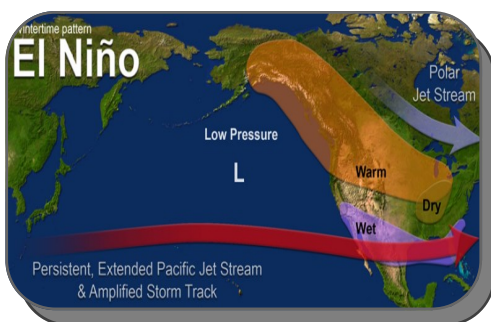 wintertime pattern
El Niño
Polar
Jet Stream
Low Pressure
L
Warm
Dry
Wet
Persistent, Extended Pacific Jet Stream
& Amplified Storm Track